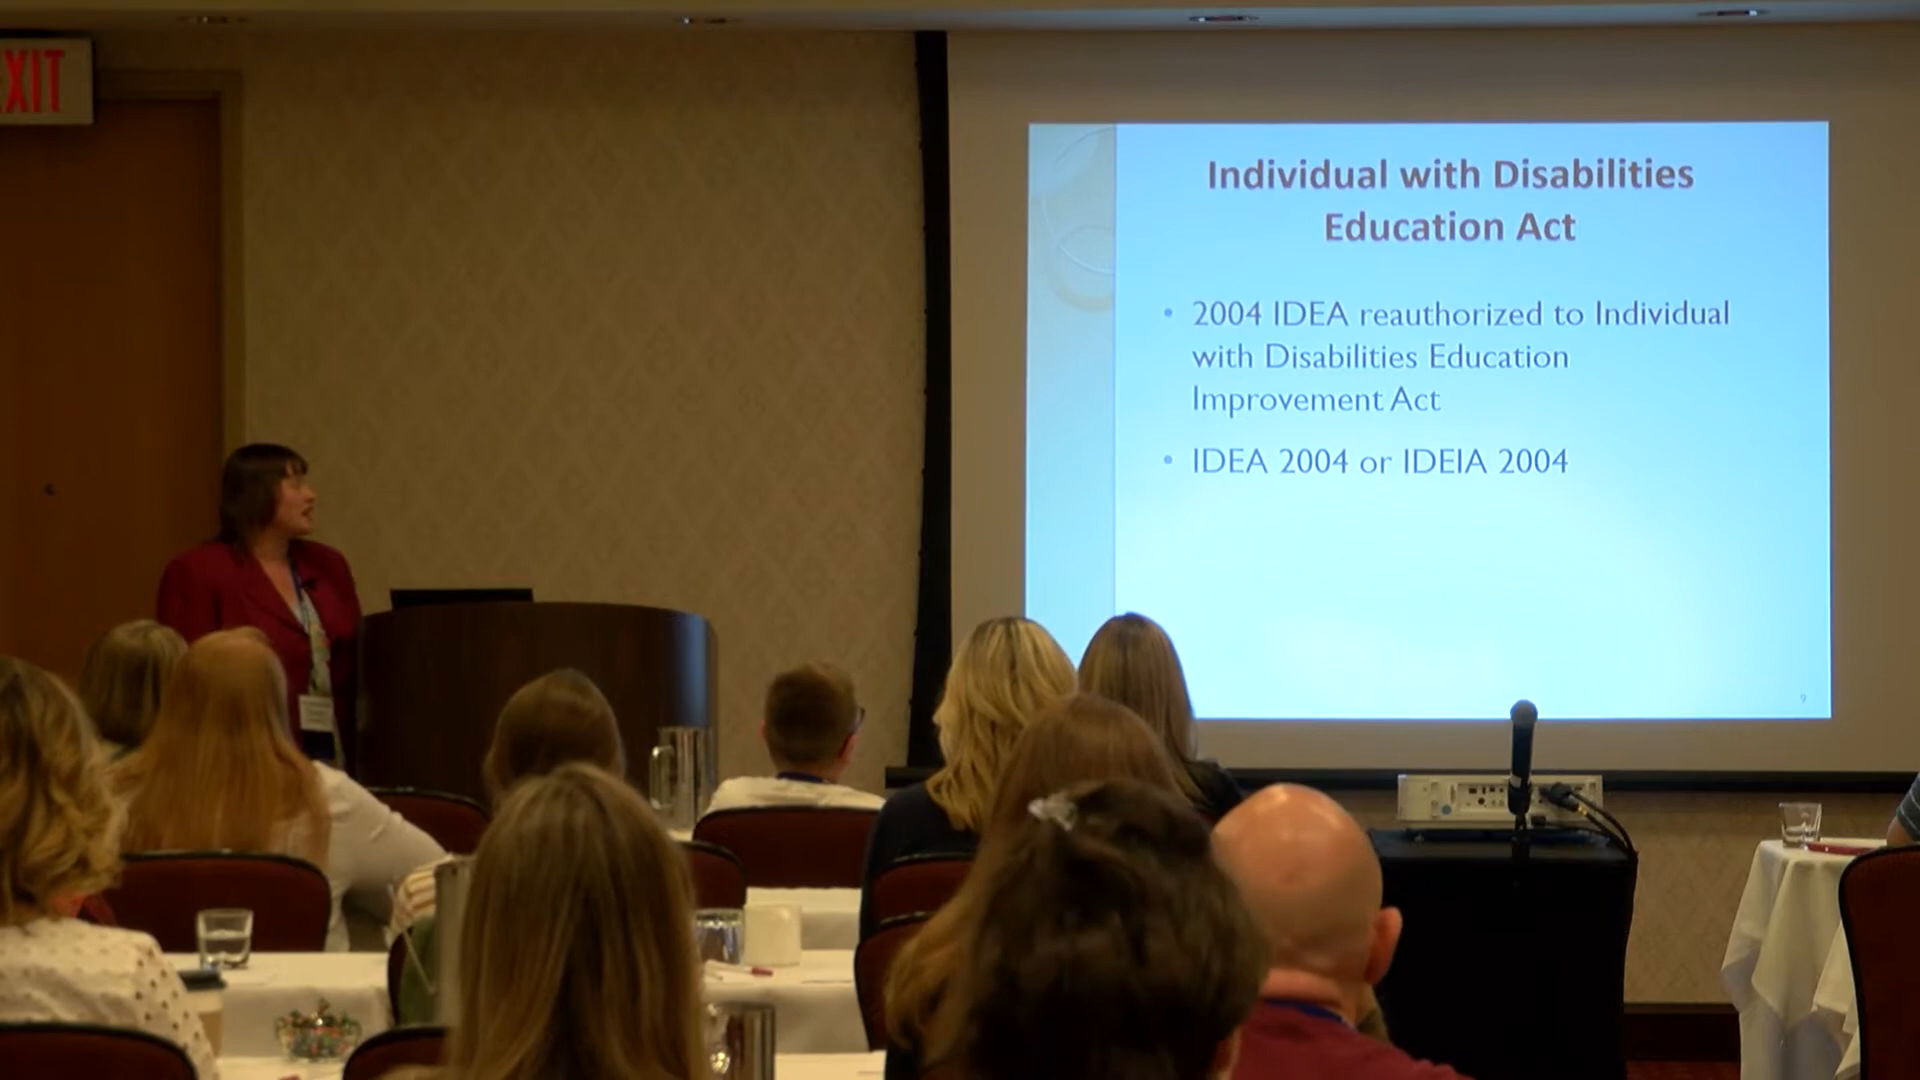 EXIT
Individual with Disabilities
Education Act
• 2004 IDEA reauthorized to Individual
with Disabilities Education
Improvement Act
• IDEA 2004 or IDEIA 2004
9